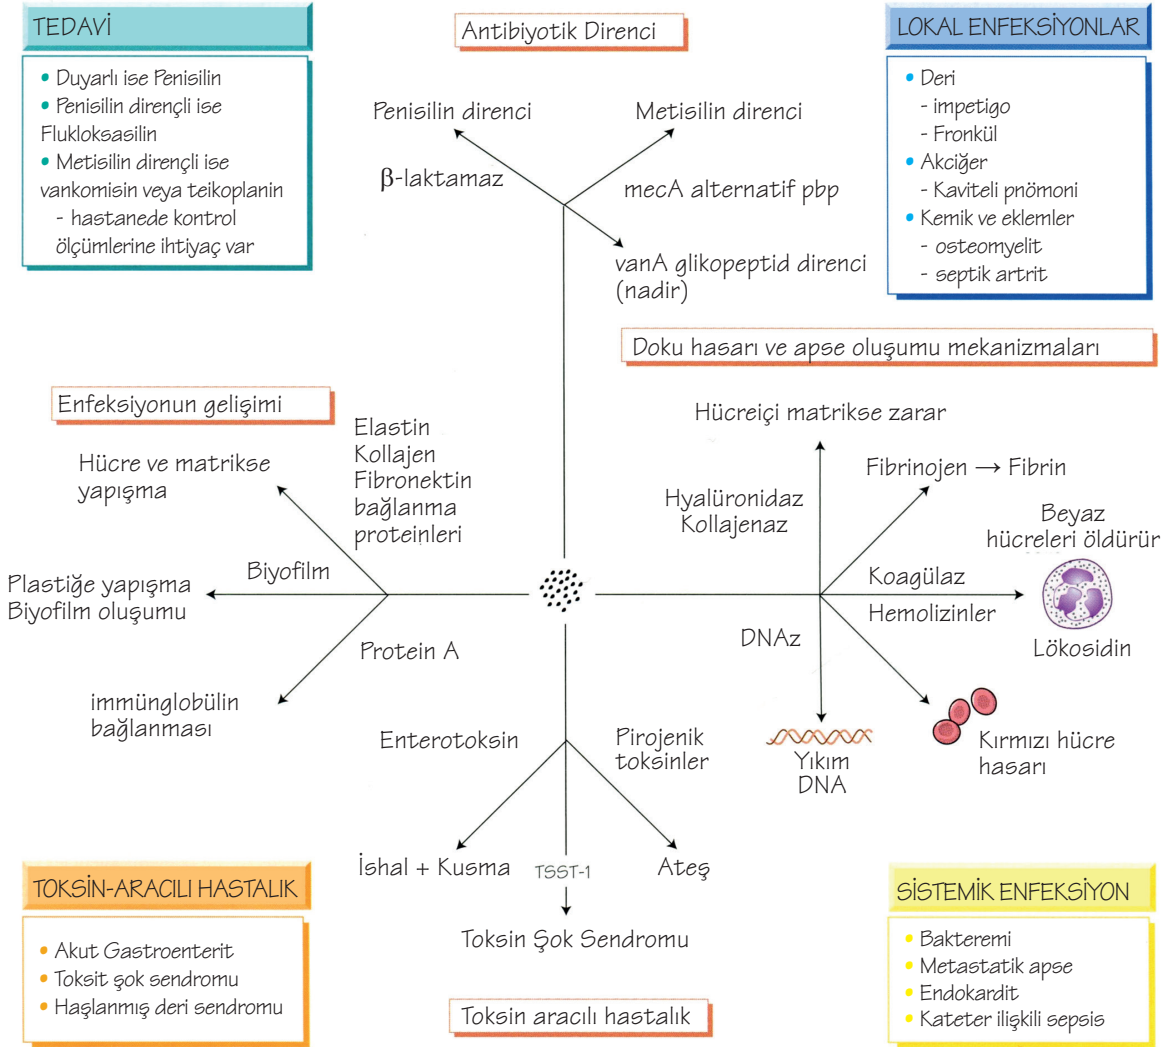 TEDAVİ
• Duyarlı ise Penisilin
• Penisilin dirençli ise
Flukloksasilin
• Metisilin dirençli ise
vankomisin veya teikoplanin
- hastanede kontrol
ölçümlerine ihtiyaç var
Antibiyotik Direnci
Penisilin direnci
Metisilin direnci
β-laktamaz
mecA alternatif pbp
vanA glikopeptid direnci
(nadir)
LOKAL ENFEKSİYONLAR
• Deri
- impetigo
- Fronkül
• Akciğer
- Kaviteli pnömoni
• Kemik ve eklemler
- osteomyelit
- septik artrit
Doku hasarı ve apse oluşumu mekanizmaları
Enfeksiyonun gelişimi
Hücre ve matrikse
yapışma
Elastin
Kollajen
Fibronektin
bağlanma
proteinleri
Biyofilm
Plastiğe yapışma
Biyofilm oluşumu
Protein A
immünglobülin
bağlanması
Hücreiçi matrikse zarar
Hyalüronidaz
Kollajenaz
Fibrinojen → Fibrin
Beyaz
hücreleri öldürür
Koagülaz
Hemolizinler
Lökosidin
DNAz
Yıkım
DNA
Kırmızı hücre
hasarı
Enterotoksin
Pirojenik
toksinler
İshal + Kusma
TSST-1
Ateş
Toksin Şok Sendromu
Toksin aracılı hastalık
TOKSİN-ARACILI HASTALIK
• Akut Gastroenterit
• Toksit şok sendromu
• Haşlanmış deri sendromu
SİSTEMİK ENFEKSİYON
• Bakteremi
• Metastatik apse
• Endokardit
• Kateter ilişkili sepsis